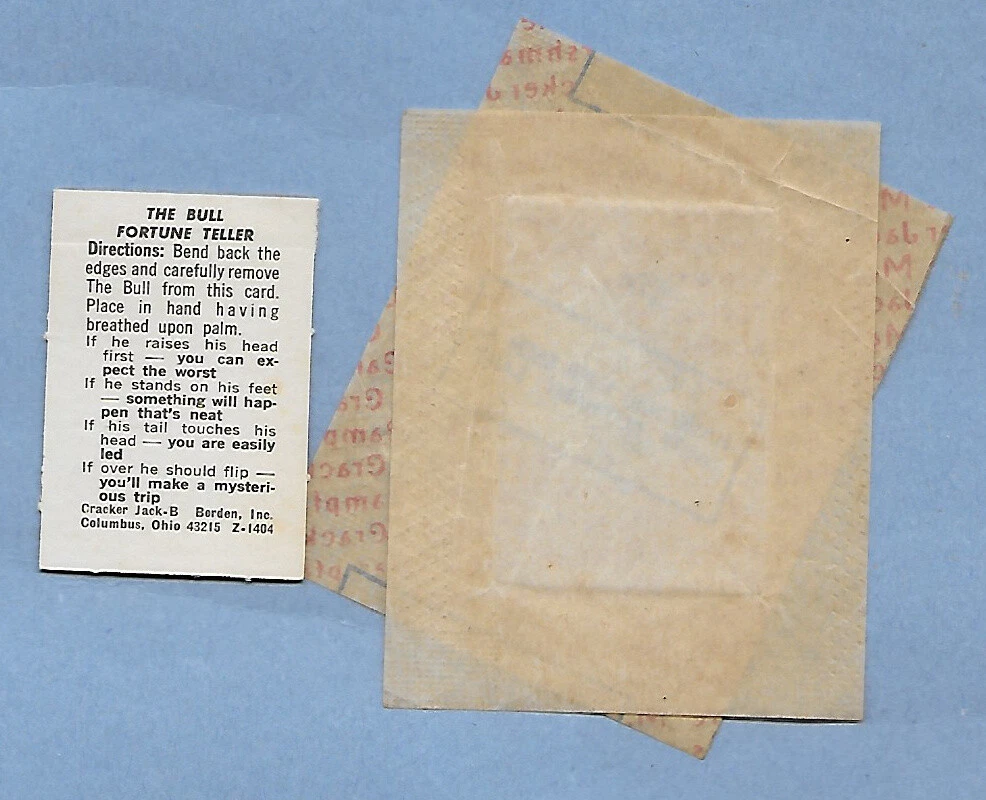 THE BULL
FORTUNE TELLER
Directions: Bend back the
edges and carefully remove
The Bull from this card.
Place in hand having
breathed upon palm.
If he raises his head
first — you can ex-
pect the worst
If he stands on his feet
— something will hap-
pen that's neat
If his tail touches his
head — you are easily
led
If over he should flip —
you'll make a mysteri-
ous trip
Cracker Jack-B Borden, Inc.
Columbus, Ohio 43215 Z-1404